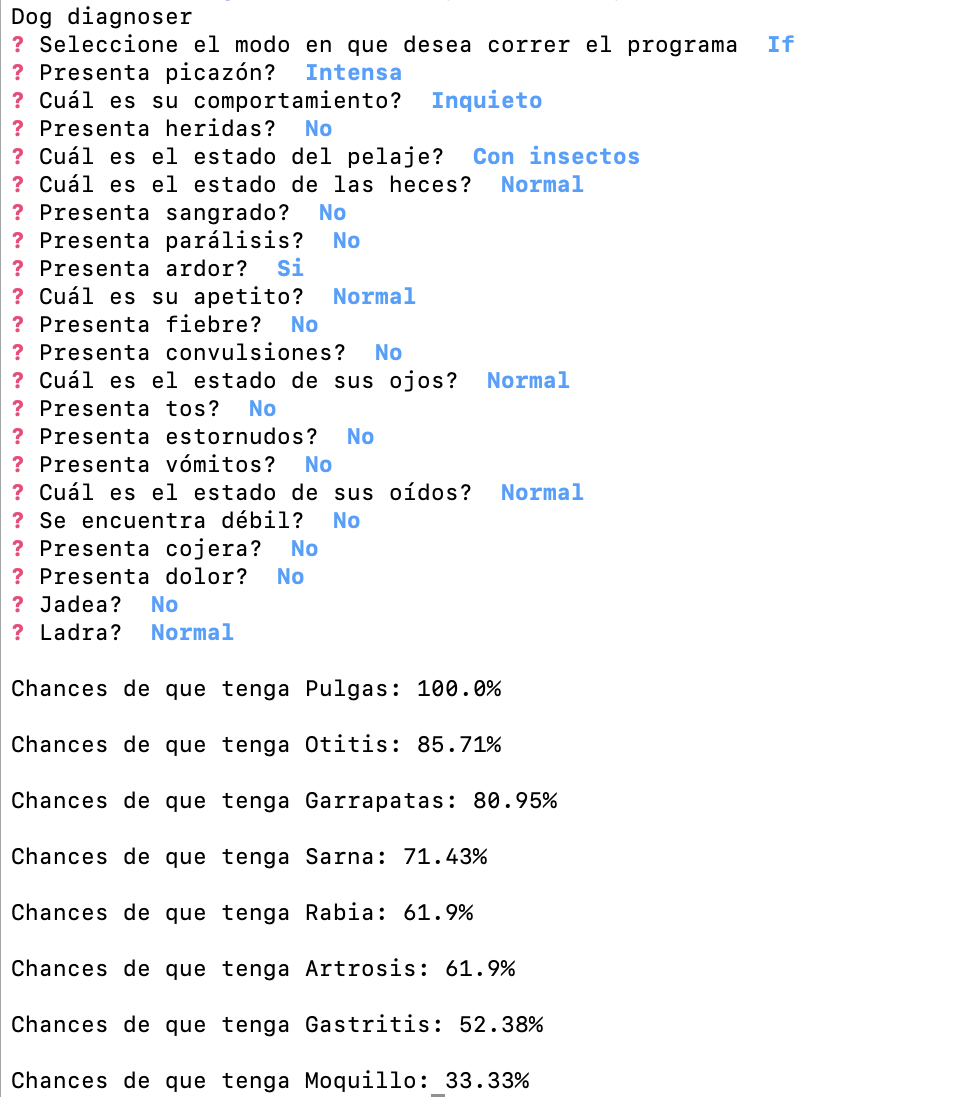 Dog diagnoser
? Seleccione el modo en que desea correr el programa  If
? Presenta picazón?  Intensa
? Cuál es su comportamiento?  Inquieto
? Presenta heridas?  No
? Cuál es el estado del pelaje?  Con insectos
? Cuál es el estado de las heces?  Normal
? Presenta sangrado?  No
? Presenta parálisis?  No
? Presenta ardor?  Si
? Cuál es su apetito?  Normal
? Presenta fiebre?  No
? Presenta convulsiones?  No
? Cuál es el estado de sus ojos?  Normal
? Presenta tos?  No
? Presenta estornudos?  No
? Presenta vómitos?  No
? Cuál es el estado de sus oídos?  Normal
? Se encuentra débil?  No
? Presenta cojera?  No
? Presenta dolor?  No
? Jadea?  No
? Ladra?  Normal
Chances de que tenga Pulgas: 100.0%
Chances de que tenga Otitis: 85.71%
Chances de que tenga Garrapatas: 80.95%
Chances de que tenga Sarna: 71.43%
Chances de que tenga Rabia: 61.9%
Chances de que tenga Artrosis: 61.9%
Chances de que tenga Gastritis: 52.38%
Chances de que tenga Moquillo: 33.33%